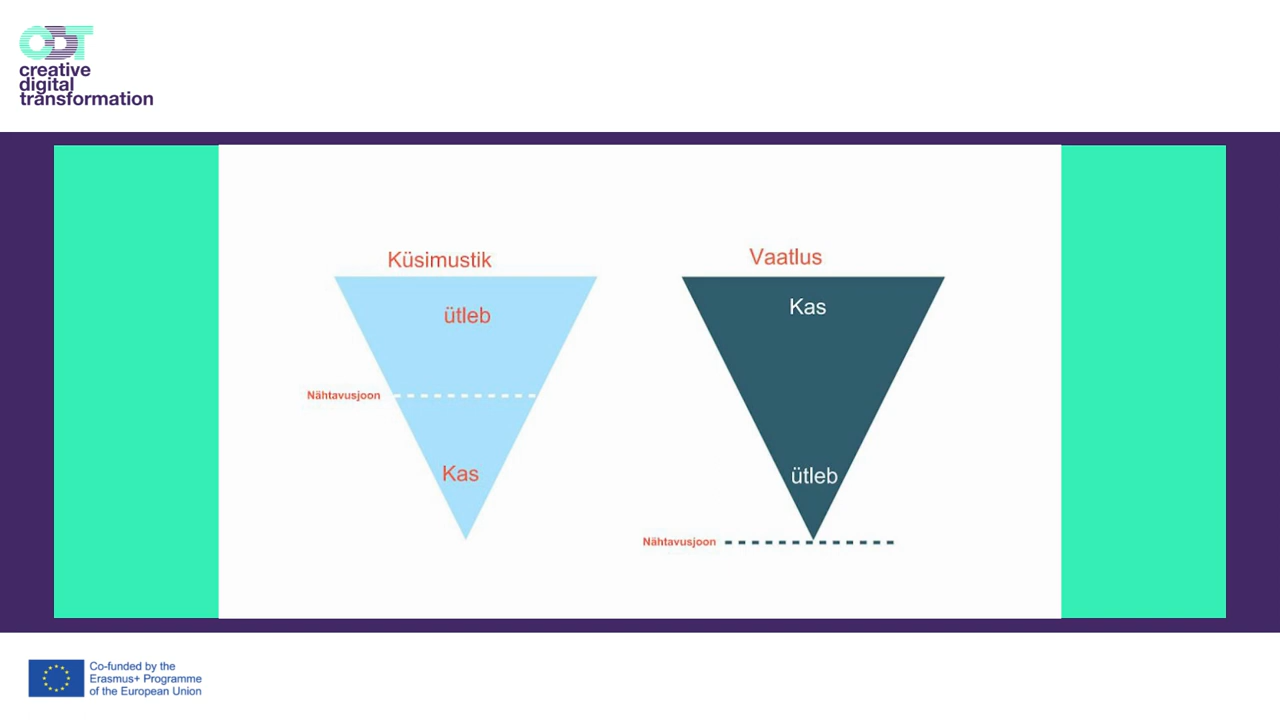 CDT
creative
digital
transformation
Küsimustik
ütleb
Nähtavusjoon
Kas
Vaatlus
Kas
ütleb
Nähtavusjoon
Co-funded by the
Erasmus+ Programme
of the European Union